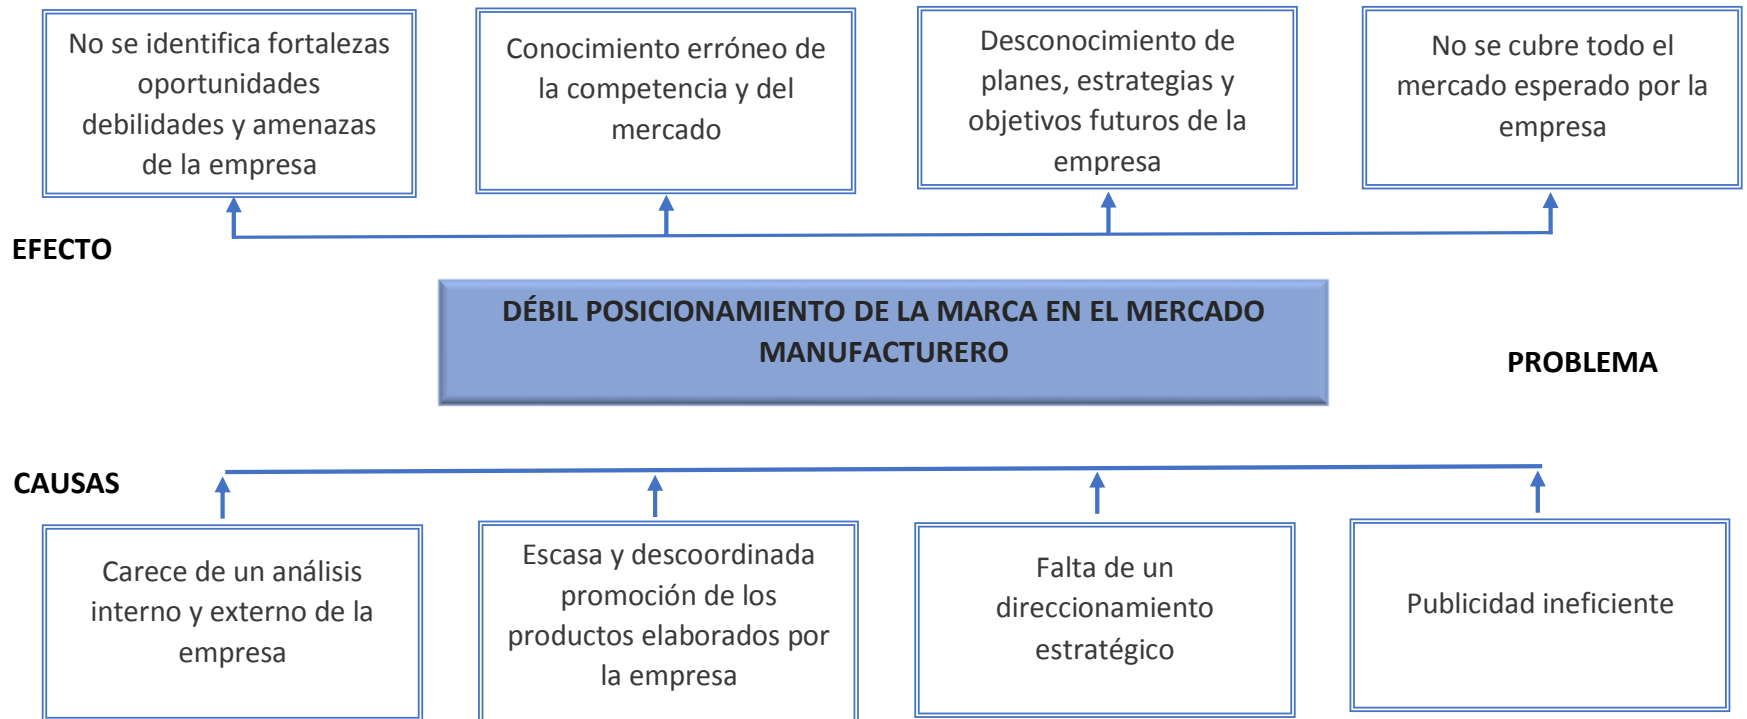 No se identifica fortalezas
oportunidades
debilidades y amenazas
de la empresa
Conocimiento erróneo de
la competencia y del
mercado
Desconocimiento de
planes, estrategias y
objetivos futuros de la
empresa
No se cubre todo el
mercado esperado por la
empresa
EFECTO
DÉBIL POSICIONAMIENTO DE LA MARCA EN EL MERCADO
MANUFACTURERO
PROBLEMA
CAUSAS
Carece de un análisis
interno y externo de la
empresa
Escasa y descoordinada
promoción de los
productos elaborados por
la empresa
Falta de un
direccionamiento
estratégico
Publicidad ineficiente